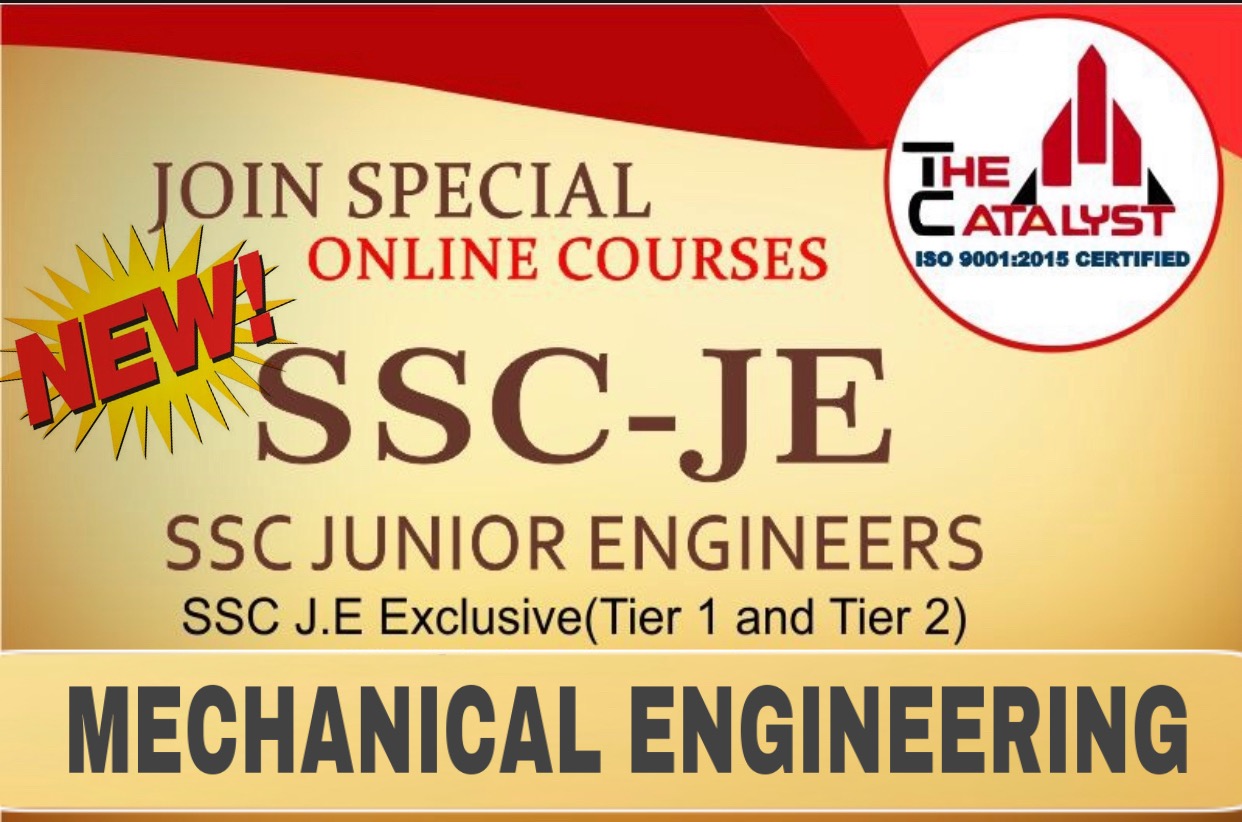 JOIN SPECIAL
ONLINE COURSES
THE
CATALYST
ISO 9001:2015 CERTIFIED
NEW!
SSC-JE
SSC JUNIOR ENGINEERS
SSC J.E Exclusive(Tier 1 and Tier 2)
MECHANICAL ENGINEERING